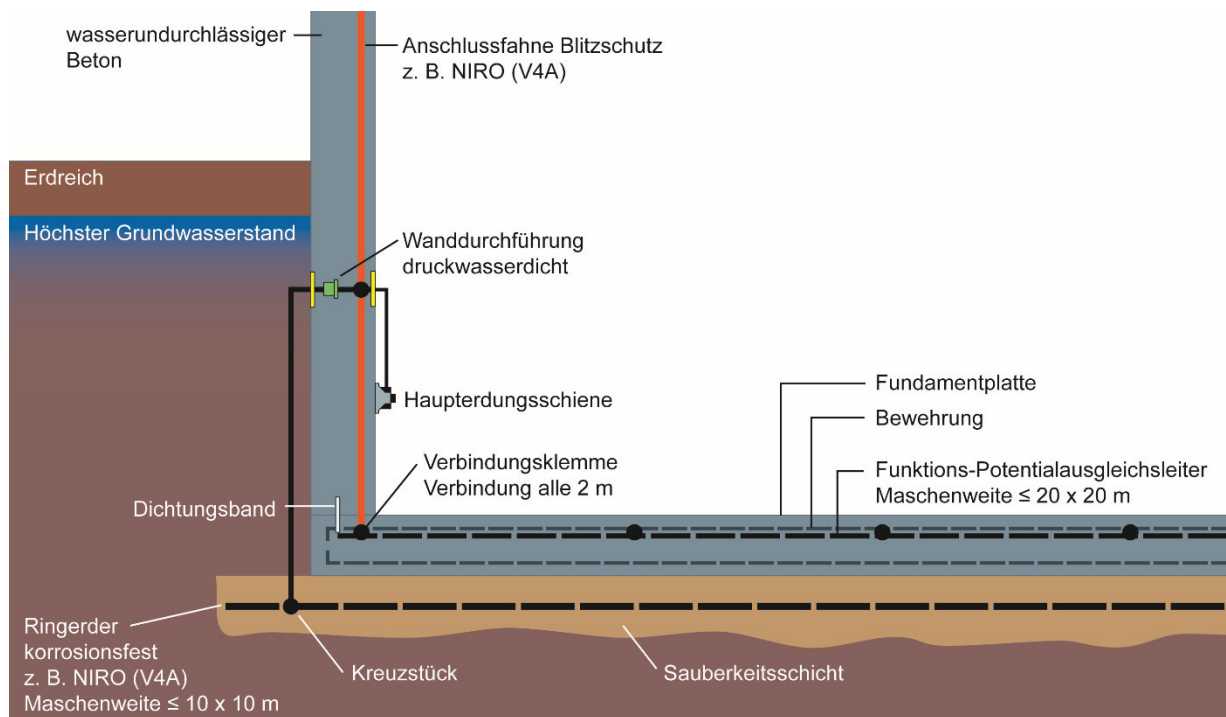 wasserundurchlässiger
Beton
Anschlussfahne Blitzschutz
z. B. NIRO (V4A)
Erdreich
Höchster Grundwasserstand
Wanddurchführung
druckwasserdicht
Haupterdungsschiene
Fundamentplatte
Bewehrung
Verbindungsklemme
Verbindung alle 2 m
Funktions-Potentialausgleichsleiter
Maschenweite ≤ 20 x 20 m
Dichtungsband
Ringerder
korrosionsfest
z. B. NIRO (V4A)
Maschenweite ≤ 10 x 10 m
Kreuzstück
Sauberkeitsschicht